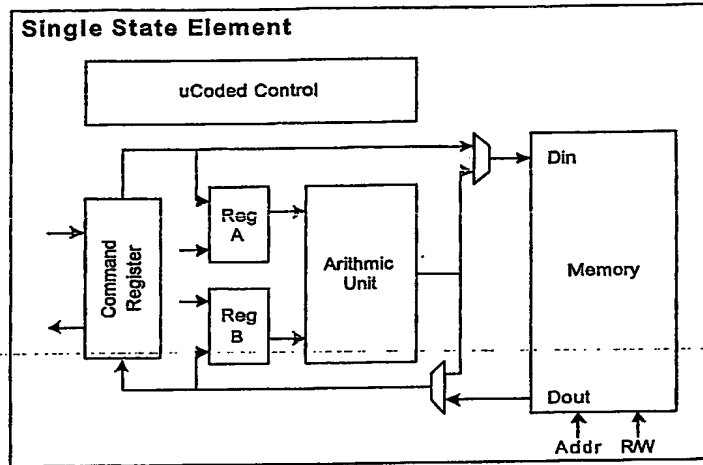 Single State Element
uCoded Control
Command
Register
Reg
A
Reg
B
Arithmic
Unit
Din
Memory
Dout
Addr
R/W